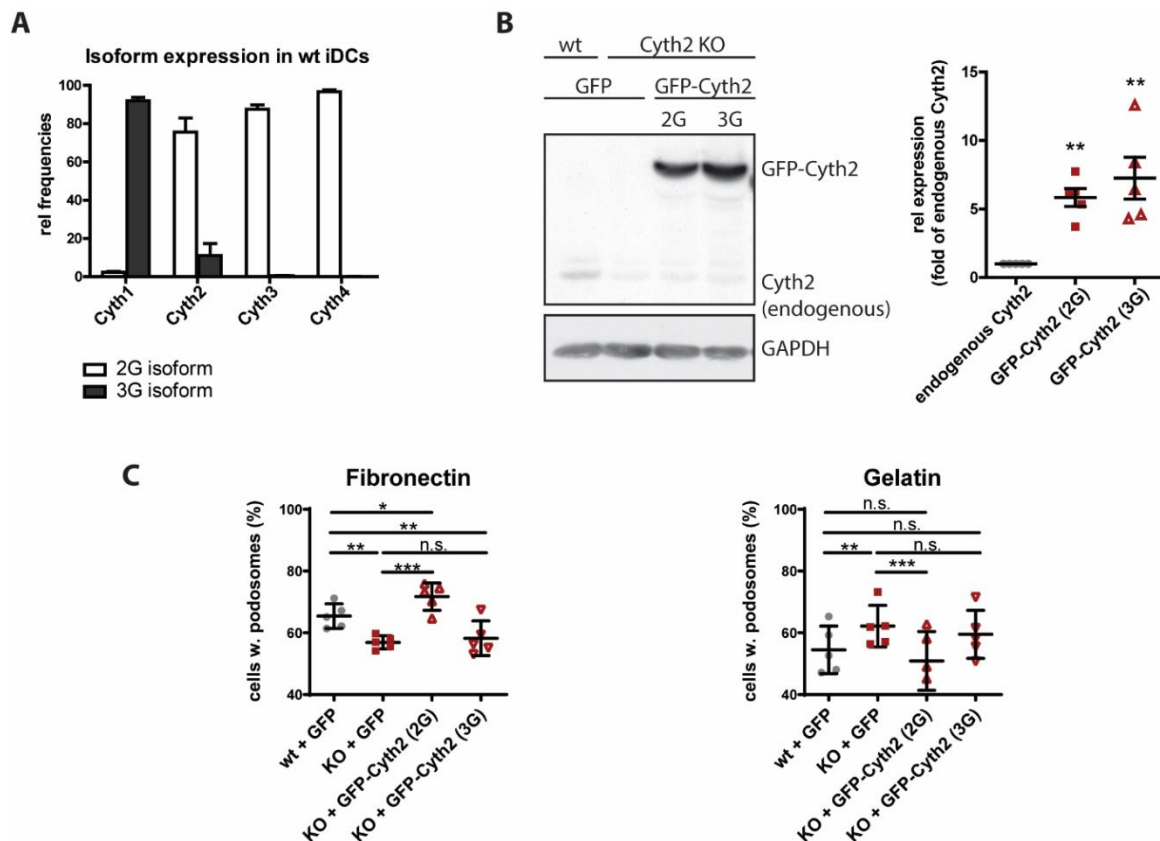 A
Isoform expression in wt iDCs
rel frequencies
100
80
60
40
20
0
Cyth1
Cyth2
Cyth3
Cyth4
2G isoform
3G isoform
B
wt Cyth2 KO
GFP GFP-Cyth2
2G 3G
GFP-Cyth2
Cyth2
(endogenous)
GAPDH
rel expression
(fold of endogenous Cyth2)
15
10
5
0
**
**
endogenous Cyth2
GFP-Cyth2 (2G)
GFP-Cyth2 (3G)
C
Fibronectin
cells w. podosomes (%)
100
80
60
40
*
**
** n.s.
***
wt + GFP
KO + GFP
KO + GFP-Cyth2 (2G)
KO + GFP-Cyth2 (3G)
Gelatin
cells w. podosomes (%)
100
80
60
40
n.s.
n.s.
** n.s.
***
wt + GFP
KO + GFP
KO + GFP-Cyth2 (2G)
KO + GFP-Cyth2 (3G)